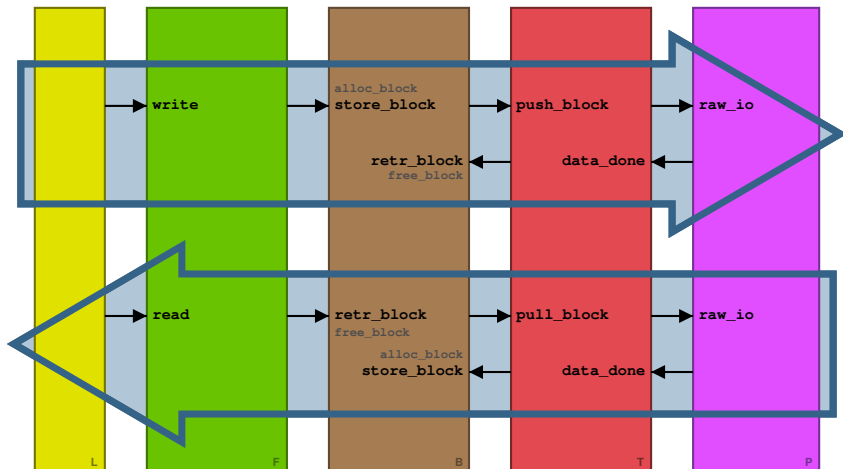 alloc_block
write store_block push_block raw_io
retr_block data_done
free_block
read retr_block pull_block raw_io
free_block
alloc_block
store_block data_done
L F B T P